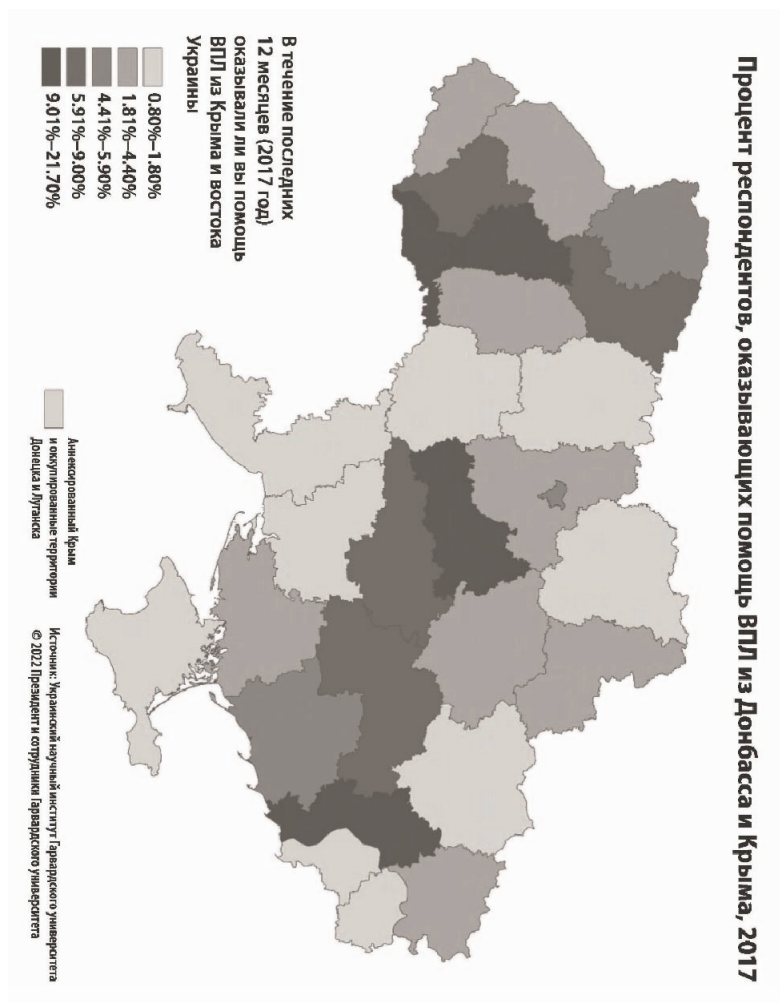 Процент респондентов, оказывающих помощь ВПЛ из Донбасса и Крыма, 2017
В течение последних
12 месяцев (2017 год)
оказывали ли вы помощь
ВПЛ из Крыма и востока
Украины
0.80%–1.80%
1.81%–4.40%
4.41%–5.90%
5.91%–9.00%
9.01%–21.70%
Аннексированный Крым
и оккупированные территории
Донецка и Луганска
Источник: Украинский научный институт Гарвардского университета
© 2022 Президент и сотрудники Гарвардского университета